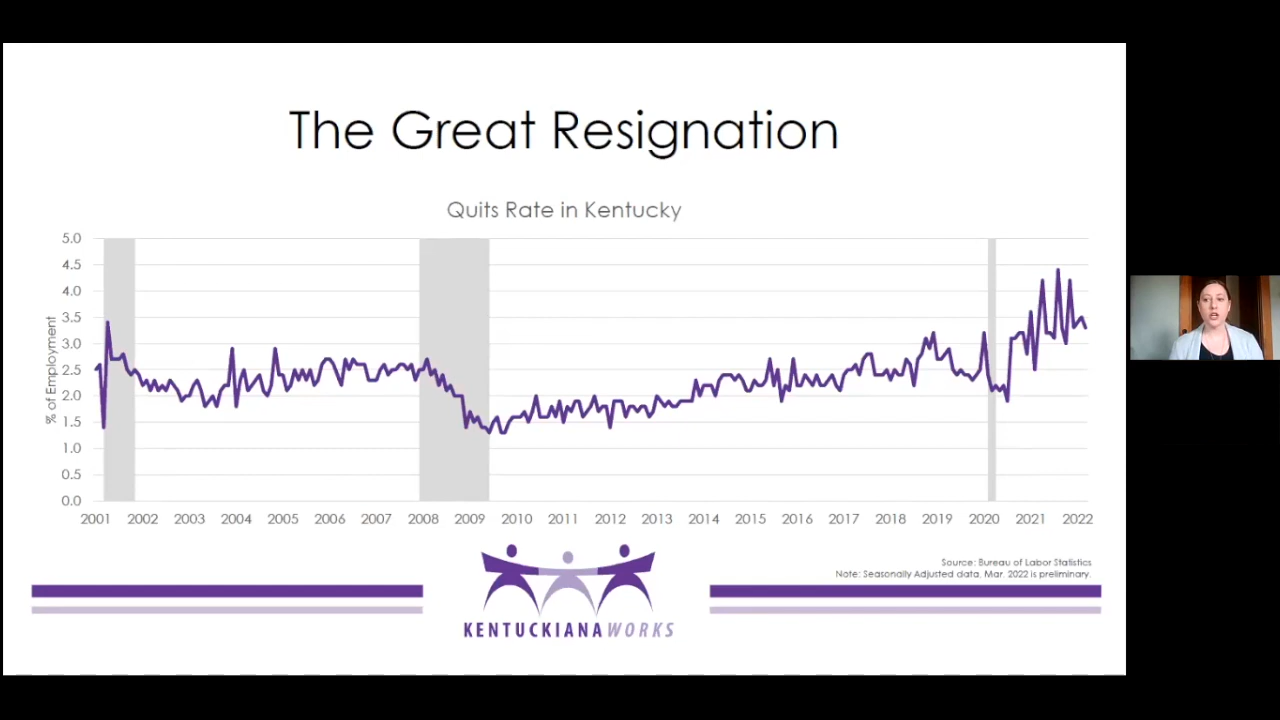 The Great Resignation
Quits Rate in Kentucky
% of Employment
5.0
4.5
4.0
3.5
3.0
2.5
2.0
1.5
1.0
0.5
0.0
2001 2002 2003 2004 2005 2006 2007 2008 2009 2010 2011 2012 2013 2014 2015 2016 2017 2018 2019 2020 2021 2022
Source: Bureau of Labor Statistics
Note: Seasonally Adjusted data, Mar. 2022 is preliminary.
KENTUCKIANAWORKS